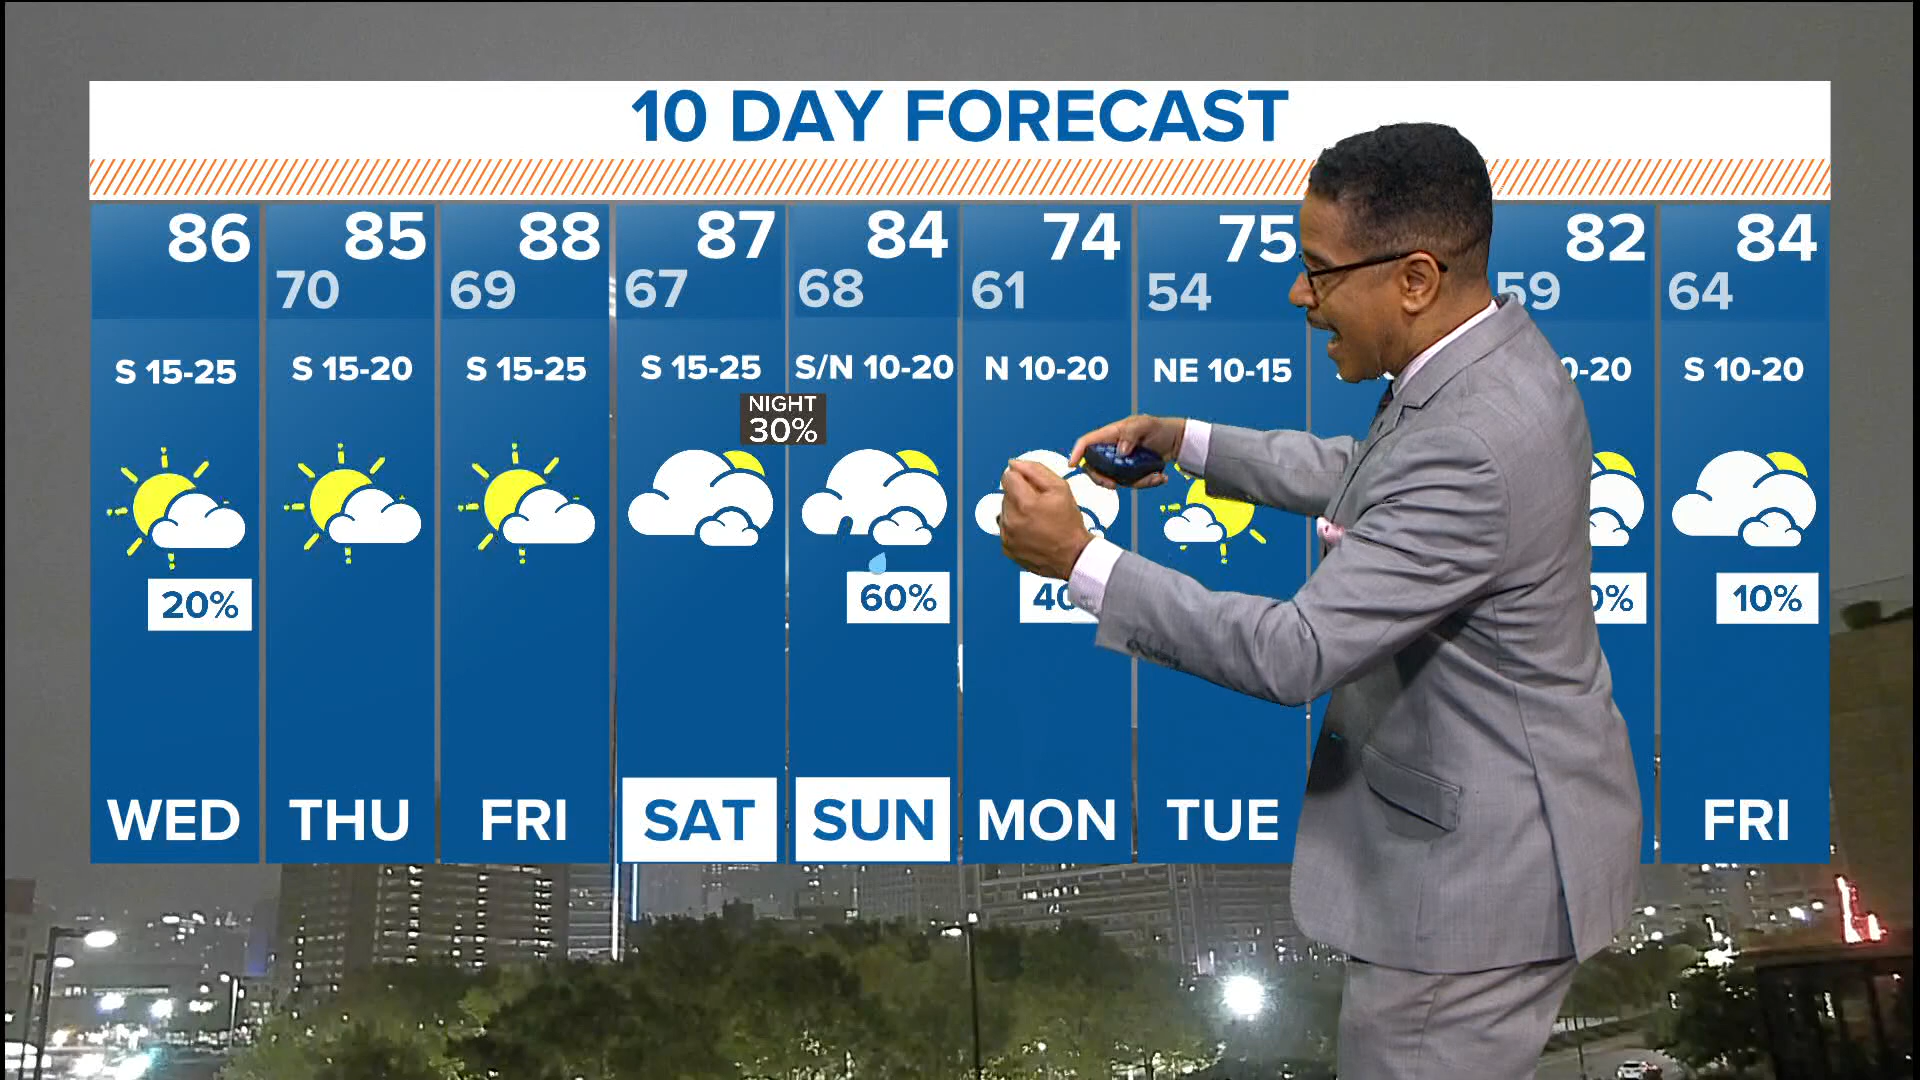 10 DAY FORECAST
86 85 88 87 84 74 75 82 84
70 69 67 68 61 54 59 64
S 15-25 S 15-20 S 15-25 S 15-25 S/N 10-20 N 10-20 NE 10-15 S 10-20
NIGHT
30%
20% 60% 10%
WED THU FRI SAT SUN MON TUE FRI